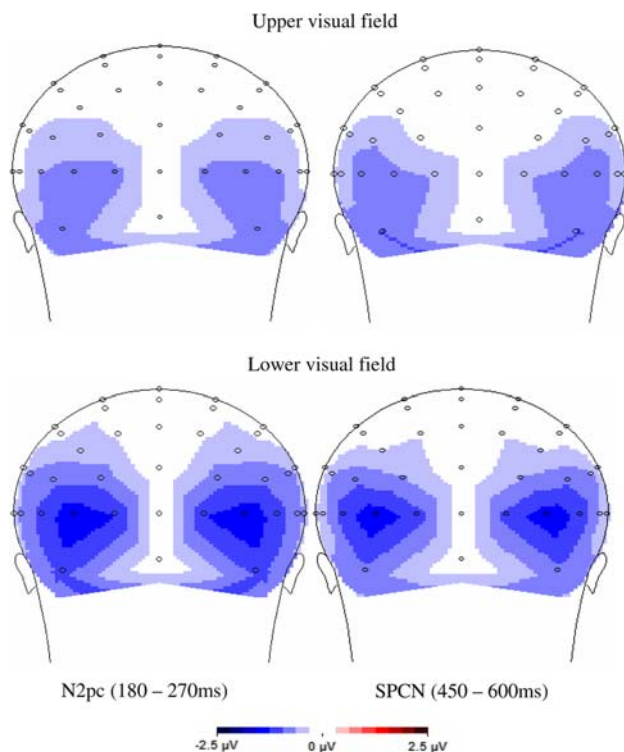 Upper visual field
Lower visual field
N2pc (180 – 270ms) SPCN (450 – 600ms)
-2.5 µV 0 µV 2.5 µV